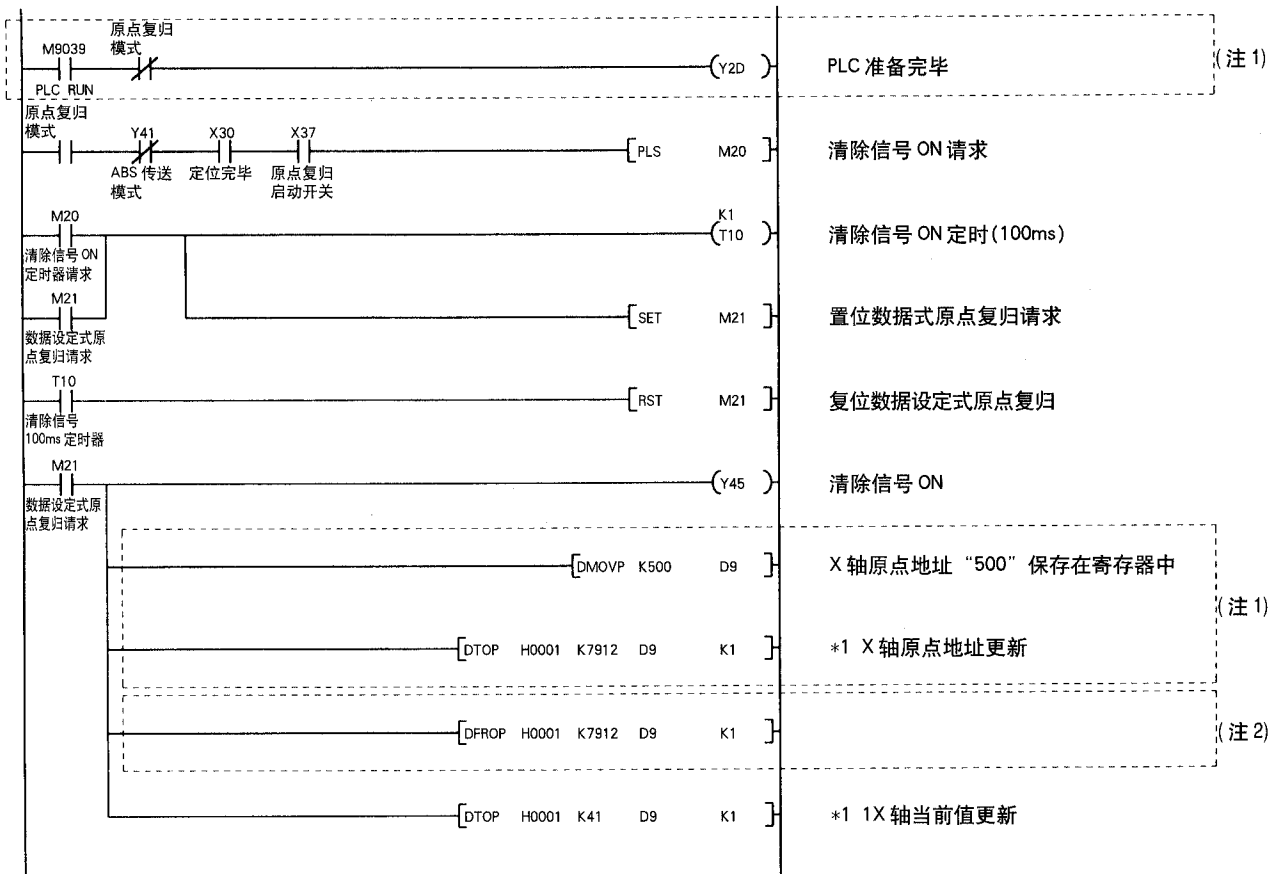 原点复归
模式
M9039
PLC RUN
Y2D
PLC 准备完毕
(注 1)
原点复归
模式
Y41
X30
X37
PLS M20
清除信号 ON 请求
ABS 传送
模式
定位完毕
原点复归
启动开关
M20
K1
T10
清除信号 ON 定时(100ms)
清除信号 ON
定时器请求
M21
SET M21
置位数据式原点复归请求
数据设定式原
点复归请求
T10
RST M21
复位数据设定式原点复归
清除信号
100ms 定时器
M21
Y45
清除信号 ON
数据设定式原
点复归请求
DMOVP K500 D9
X 轴原点地址“500”保存在寄存器中
(注 1)
DTOP H0001 K7912 D9 K1
*1 X 轴原点地址更新
DFROP H0001 K7912 D9 K1
(注 2)
DTOP H0001 K41 D9 K1
*1 1X 轴当前值更新